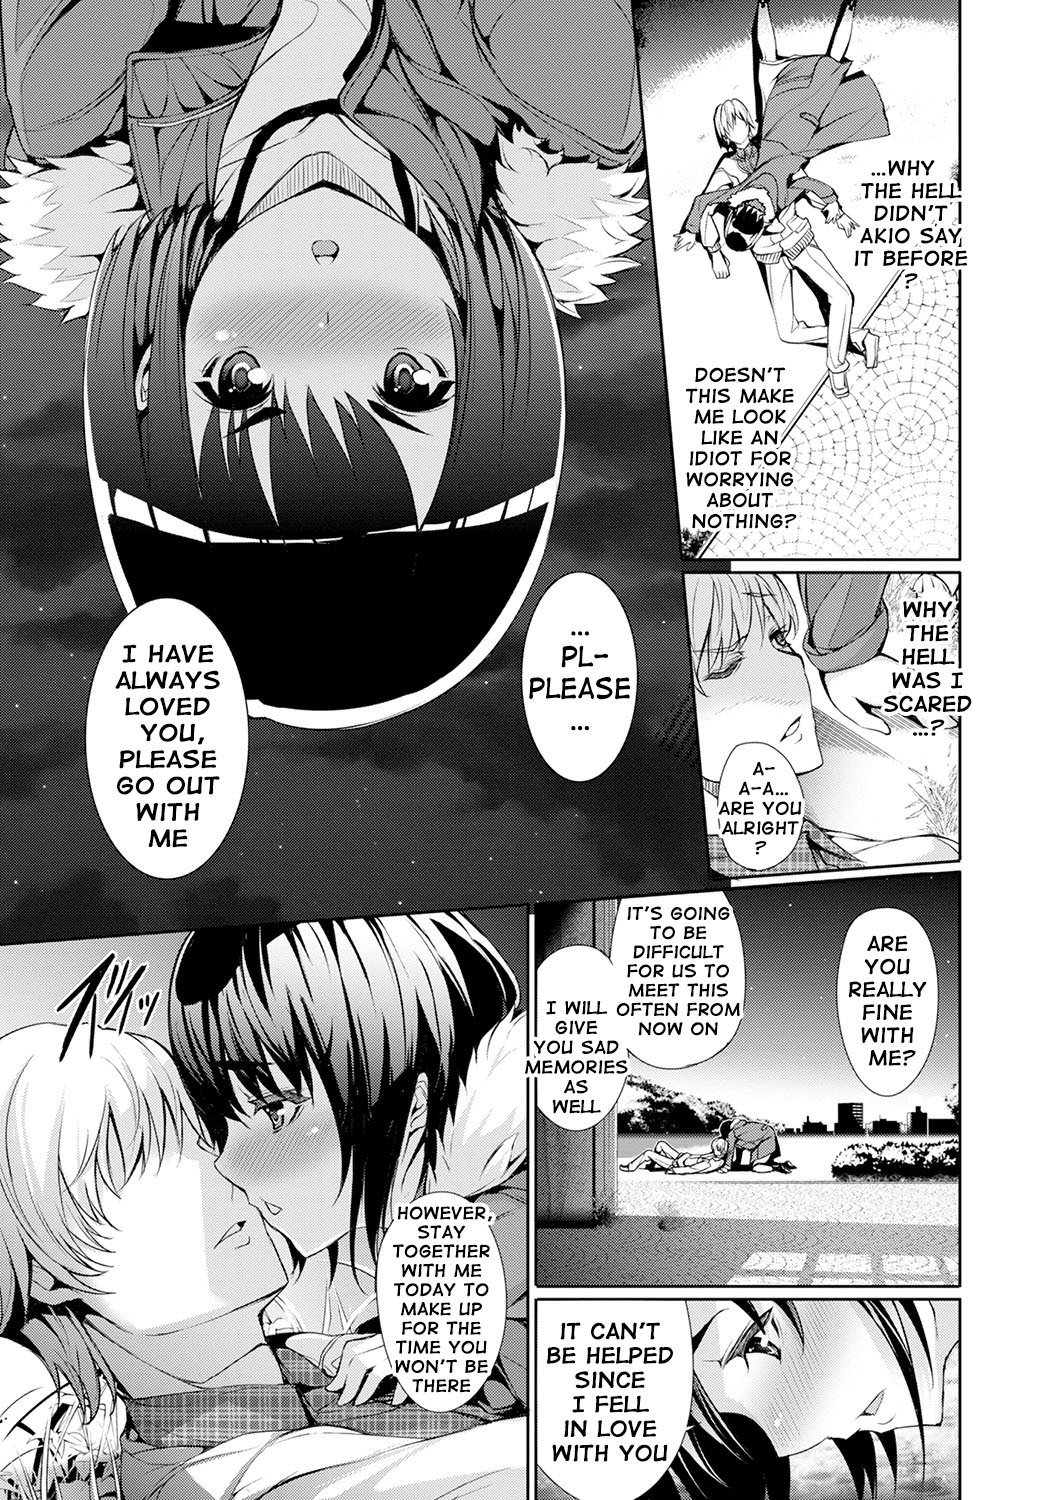 ...WHY
THE HELL
DIDN'T
AKIO SAY
IT BEFORE
?
DOESN'T
THIS MAKE
ME LOOK
LIKE AN
IDIOT FOR
WORRYING
ABOUT
NOTHING?
WHY
THE
HELL
WAS I
SCARED
...?
A-
A-A...
ARE YOU
ALRIGHT
?
...
PL-
PLEASE
...
I HAVE
ALWAYS
LOVED
YOU,
PLEASE
GO OUT
WITH
ME
ARE
YOU
REALLY
FINE
WITH
ME?
IT'S GOING
TO BE
DIFFICULT
FOR US TO
MEET THIS
OFTEN FROM
NOW ON
I WILL
GIVE
YOU SAD
MEMORIES
AS
WELL
IT CAN'T
BE HELPED
SINCE
I FELL
IN LOVE
WITH YOU
HOWEVER,
STAY
TOGETHER
WITH ME
TODAY TO
MAKE UP
FOR THE
TIME YOU
WON'T BE
THERE